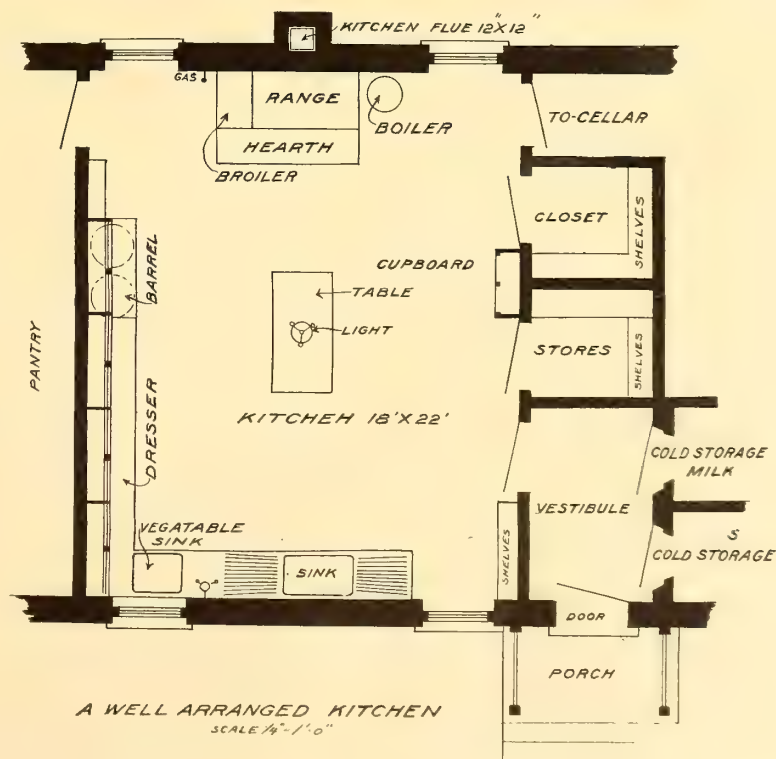 KITCHEN FLUE 12"X12"
GAS
RANGE
BOILER
TO-CELLAR
HEARTH
BROILER
CLOSET
SHELVES
BARREL
CUPBOARD
TABLE
LIGHT
STORES
SHELVES
PANTRY
KITCHEH 18'X22'
DRESSER
COLD STORAGE
MILK
VEGATABLE
SINK
VESTIBULE
S
COLD STORAGE
SINK
SHELVES
DOOR
PORCH
A WELL ARRANGED KITCHEN
SCALE 1/4"-1'-0"